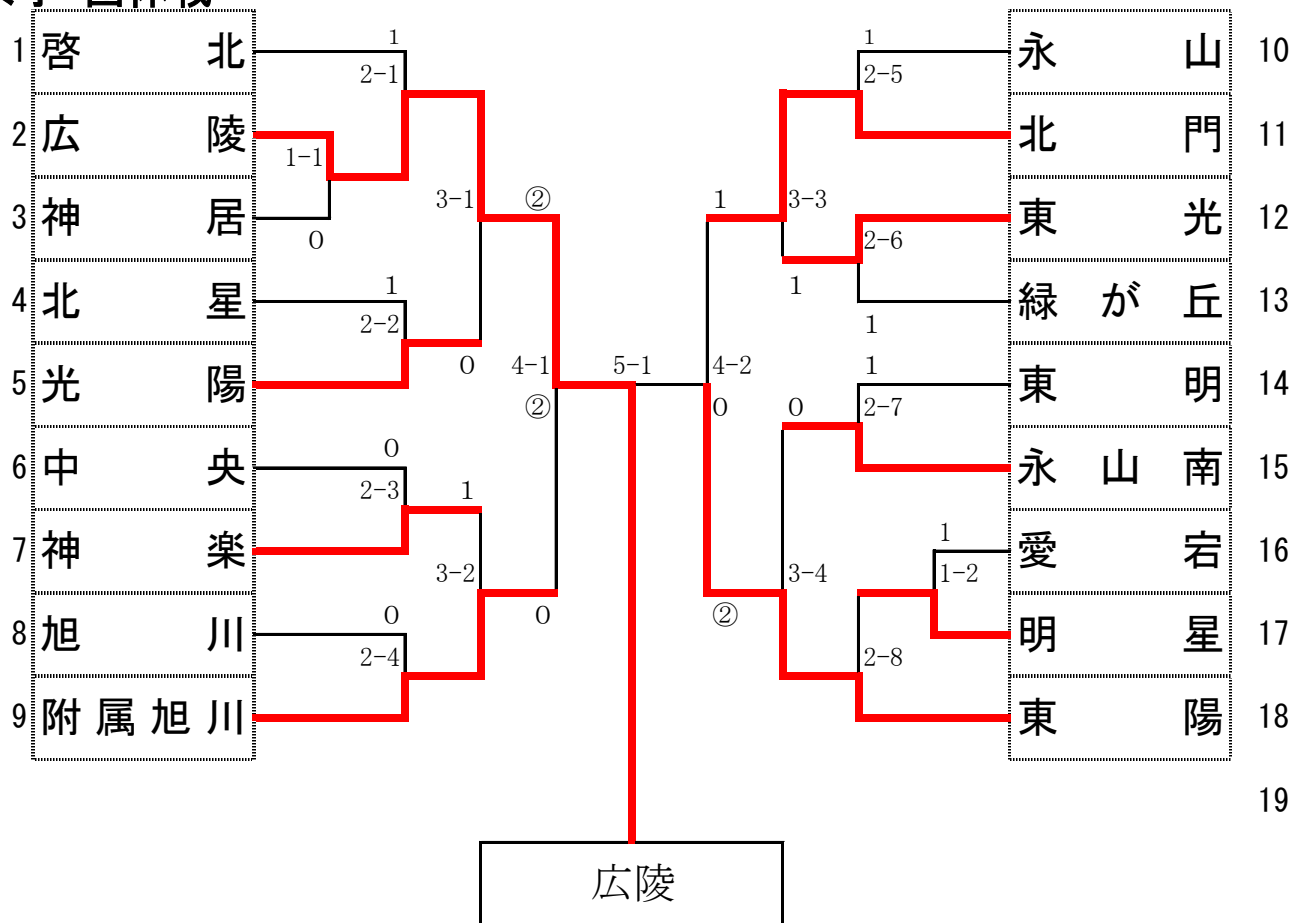 1 啓北 1 1 永山 10
2-1 2-5
2 広陵 北門 11
1-1
3-1 ② 1 3-3
3 神居 東光 12
0 2-6
4 北星 1 1 緑が丘 13
2-2 1
0 4-1 5-1 4-2 1
5 光陽 東明 14
② 0 0 2-7
6 中央 0 永山南 15
2-3 1
7 神楽 1 愛宕 16
3-2 3-4 1-2
8 旭川 0 0 ② 明星 17
2-4 2-8
9 附属旭川 東陽 18
19
広陵